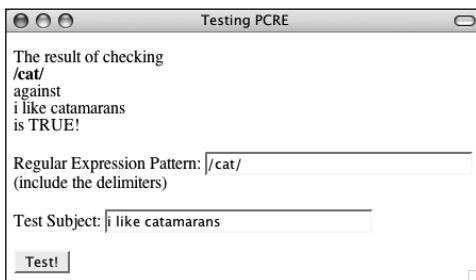 Testing PCRE
The result of checking
/cat/
against
i like catamarans
is TRUE!
Regular Expression Pattern: /cat/
(include the delimiters)
Test Subject: i like catamarans
Test!